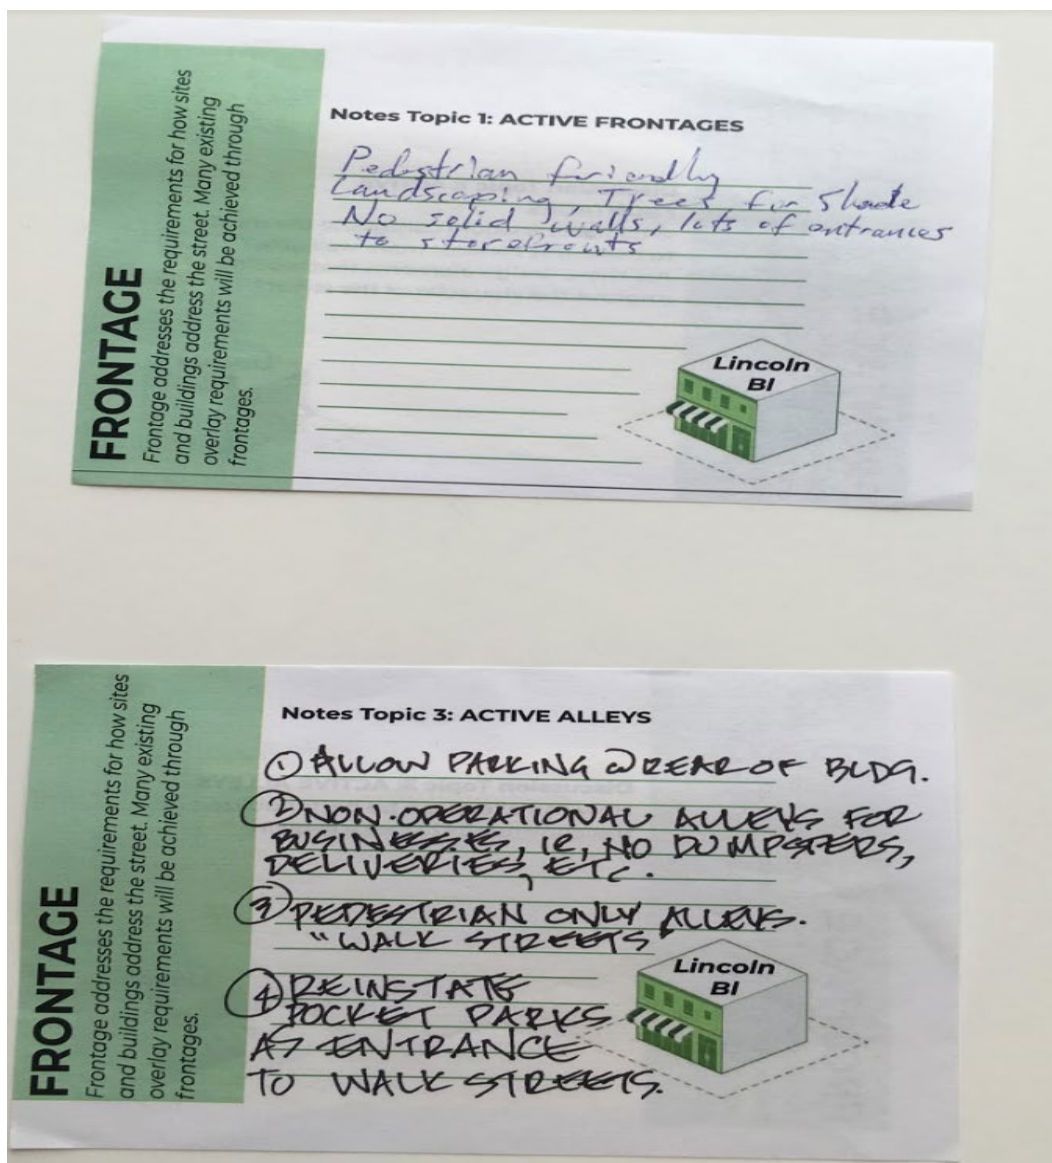 FRONTAGE
Frontage addresses the requirements for how sites
and buildings address the street. Many existing
overlay requirements will be achieved through
frontages.
Notes Topic 1: ACTIVE FRONTAGES
Pedestrian friendly
Landscaping, Trees for Shade
No solid walls, lots of entrances
to storefronts
Lincoln
Bl
FRONTAGE
Frontage addresses the requirements for how sites
and buildings address the street. Many existing
overlay requirements will be achieved through
frontages.
Notes Topic 3: ACTIVE ALLEYS
① ALLOW PARKING @ REAR OF BLDG.
② NON-OPERATIONAL ALLEYS FOR
BUSINESSES, IE, NO DUMPSTERS,
DELIVERIES, ETC.
③ PEDESTRIAN ONLY ALLEYS.
"WALK STREETS"
④ REINSTATE
POCKET PARKS
AS ENTRANCE
TO WALK STREETS.
Lincoln
Bl